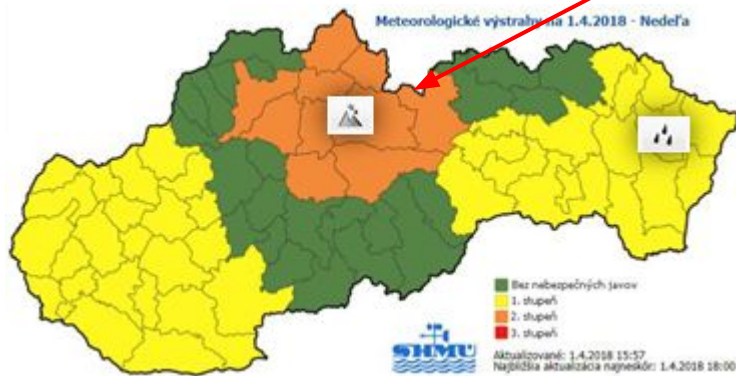 Meteorologické výstrahy na 1.4.2018 - Nedeľa
Bez nebezpečných javov
1. stupeň
2. stupeň
3. stupeň
SHMÚ
Aktualizované: 1.4.2018 15:57
Najbližšia aktualizácia najneskôr: 1.4.2018 18:00